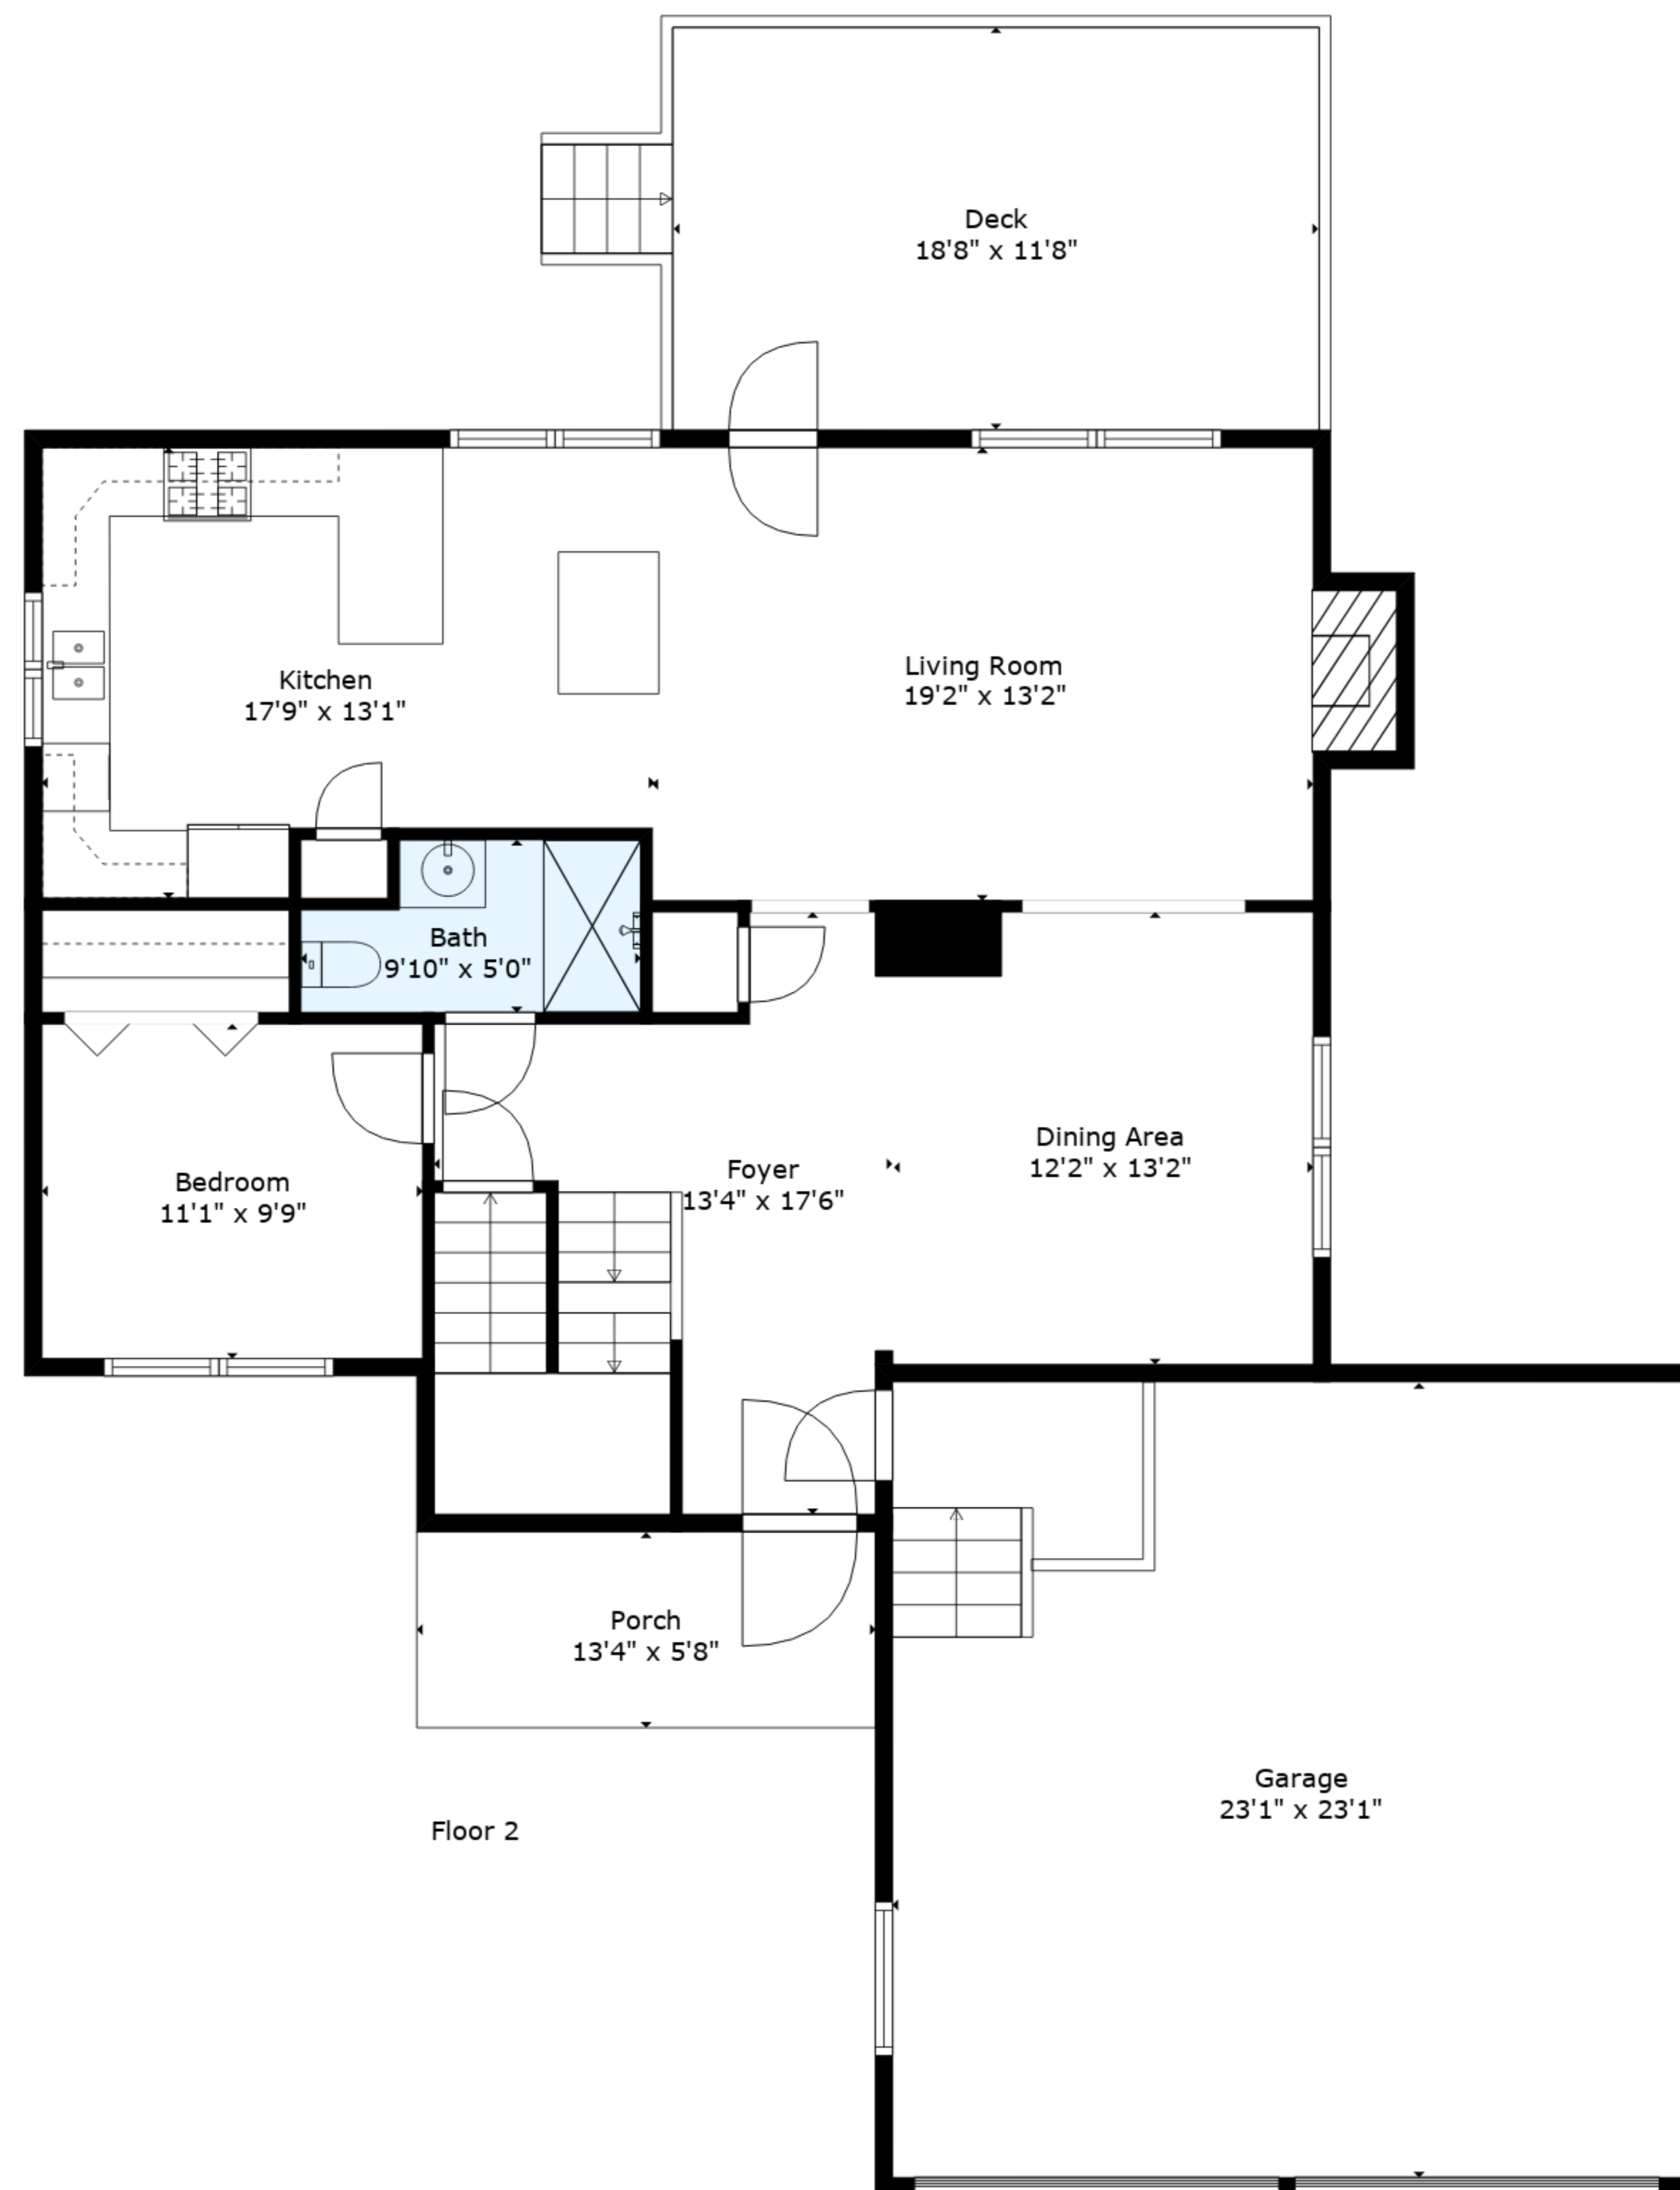 Deck
18'8" x 11'8"
Living Room
19'2" x 13'2"
Kitchen
17'9" x 13'1"
Bath
9'10" x 5'0"
Dining Area
12'2" x 13'2"
Foyer
13'4" x 17'6"
Bedroom
11'1" x 9'9"
Porch
13'4" x 5'8"
Garage
23'1" x 23'1"
Floor 2